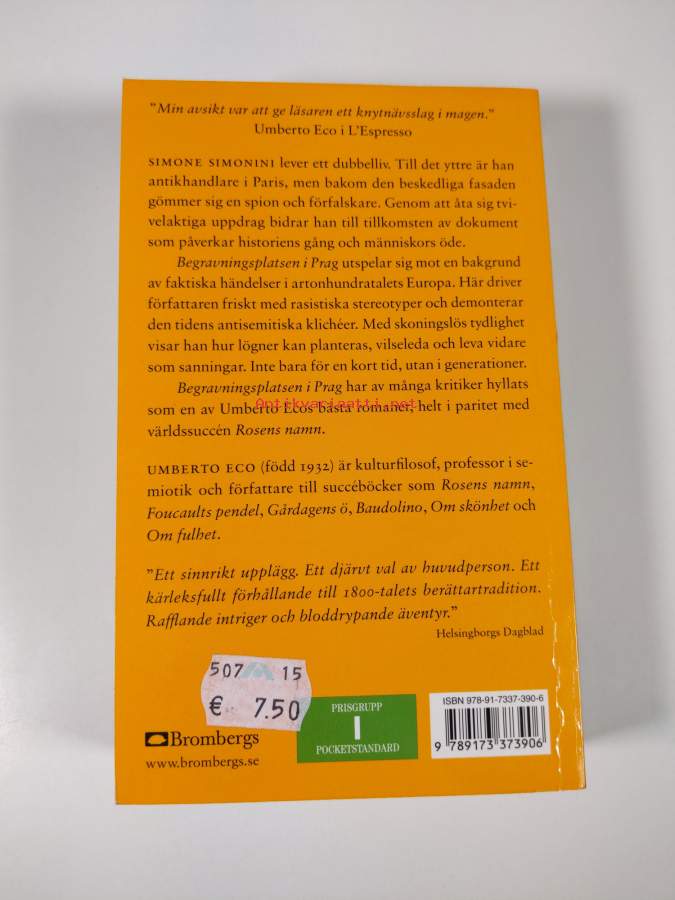 "Min avsikt var att ge läsaren ett knytnävsslag i magen."
Umberto Eco i L'Espresso
SIMONE SIMONINI lever ett dubbelliv. Till det yttre är han
antikhandlare i Paris, men bakom den beskedliga fasaden
gömmer sig en spion och förfalskare. Genom att åta sig tvi-
velaktiga uppdrag bidrar han till tillkomsten av dokument
som påverkar historiens gång och människors öde.
Begravningsplatsen i Prag utspelar sig mot en bakgrund
av faktiska händelser i artonhundratalets Europa. Här driver
författaren friskt med rasistiska stereotyper och demonterar
den tidens antisemitiska klichéer. Med skoningslös tydlighet
visar han hur lögner kan planteras, vilseleda och leva vidare
som sanningar. Inte bara för en kort tid, utan i generationer.
Begravningsplatsen i Prag har av många kritiker hyllats
som en av Umberto Ecos bästa romaner, helt i paritet med
Antikvariaatti.net
världssuccén Rosens namn.
UMBERTO ECO (född 1932) är kulturfilosof, professor i se-
miotik och författare till succéböcker som Rosens namn,
Foucaults pendel, Gårdagens ö, Baudolino, Om skönhet och
Om fulhet.
"Ett sinnrikt upplägg. Ett djärvt val av huvudperson. Ett
kärleksfullt förhållande till 1800-talets berättartradition.
Rafflande intriger och bloddrypande äventyr."
Helsingborgs Dagblad
507 15
€ 7.50
PRISGRUPP
I
POCKETSTANDARD
ISBN 978-91-7337-390-6
9 789173 373906
Brombergs
www.brombergs.se